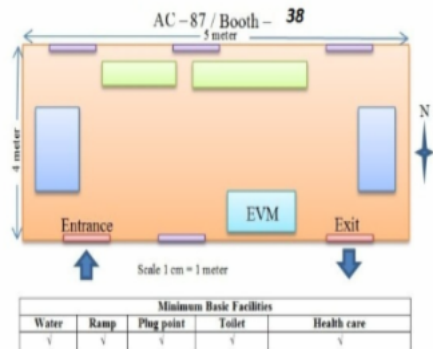 AC – 87 / Booth – 38
5 meter
4 meter
N
EVM
Entrance
Exit
Scale 1 cm = 1 meter
Minimum Basic Facilities
Water Ramp Plug point Toilet Health care
√ √ √ √ √